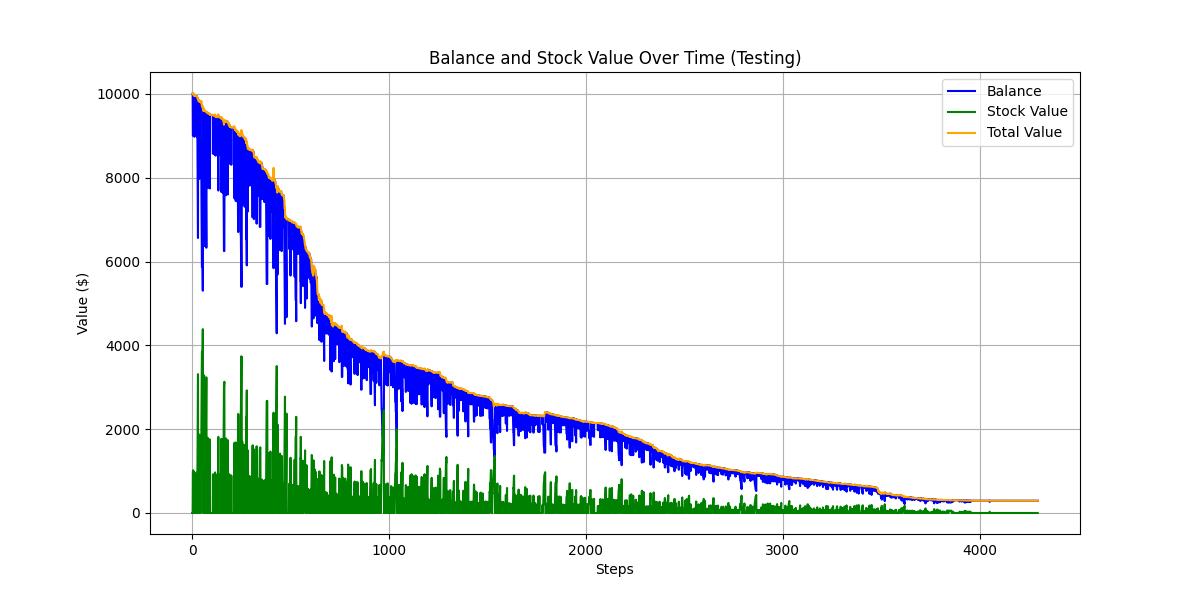 Balance and Stock Value Over Time (Testing)
Balance
Stock Value
Total Value
10000
8000
6000
4000
2000
0
Value ($)
0 1000 2000 3000 4000
Steps